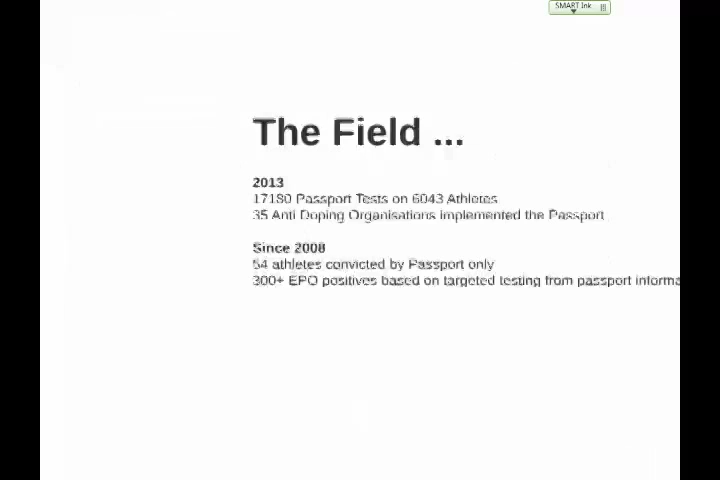 SMART Ink
The Field ...
2013
17180 Passport Tests on 6043 Athletes
35 Anti Doping Organisations implemented the Passport
Since 2008
54 athletes convicted by Passport only
300+ EPO positives based on targeted testing from passport informa